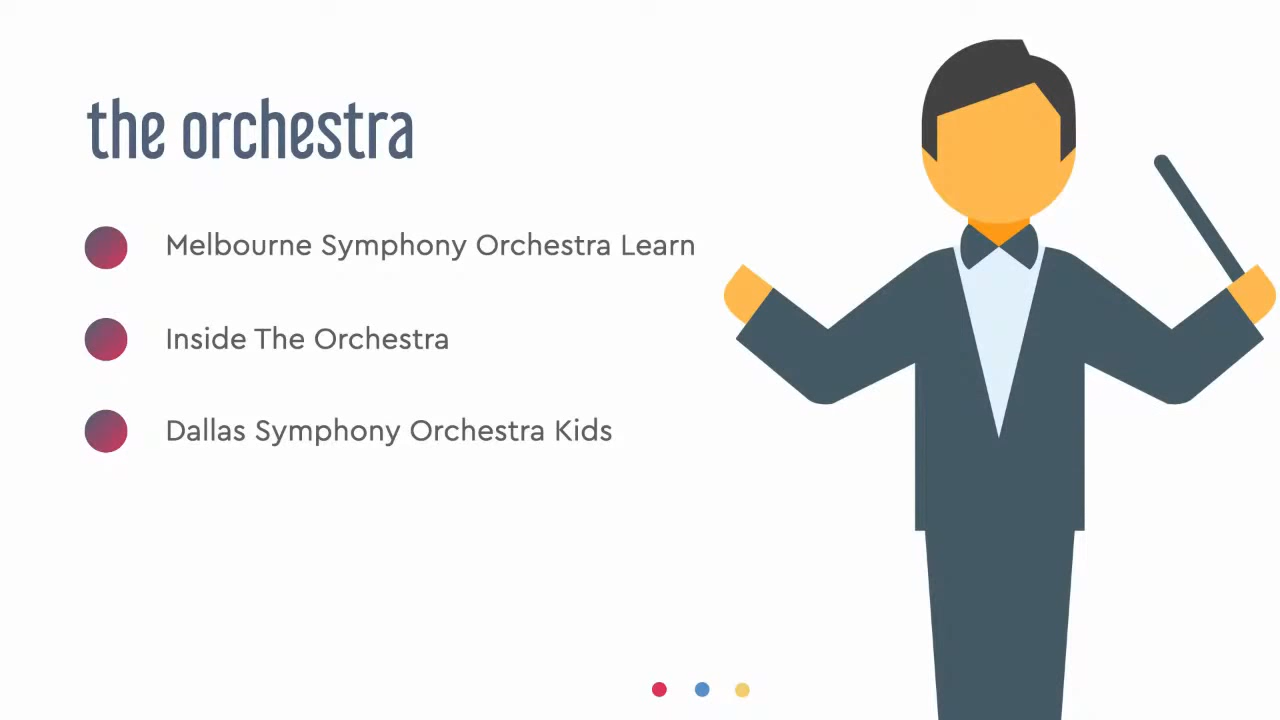 the orchestra
Melbourne Symphony Orchestra Learn
Inside The Orchestra
Dallas Symphony Orchestra Kids